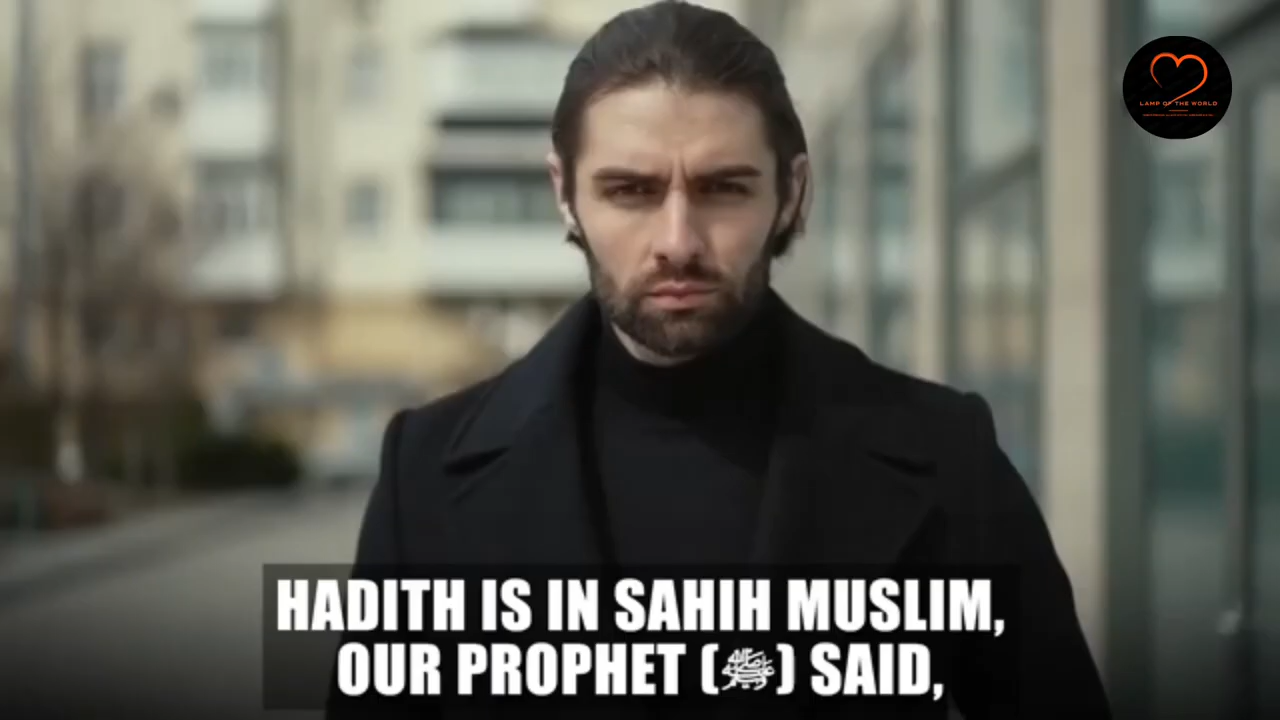 LAMP OF THE WORLD
HADITH IS IN SAHIH MUSLIM,
OUR PROPHET (ﷺ) SAID,